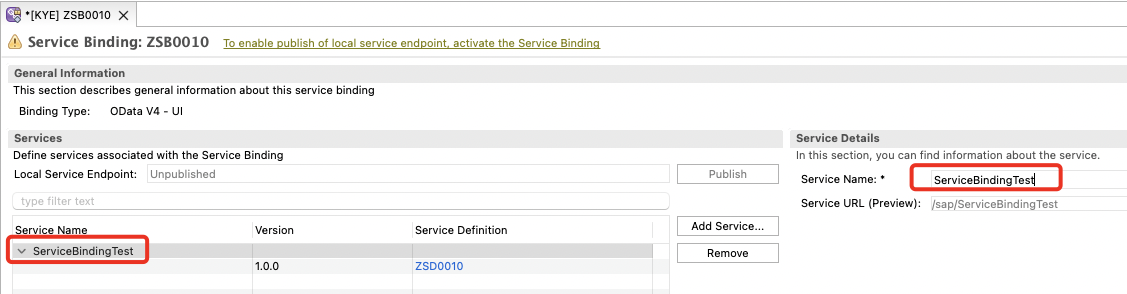 *[KYE] ZSB0010
Service Binding: ZSB0010 To enable publish of local service endpoint, activate the Service Binding
General Information
This section describes general information about this service binding
Binding Type: OData V4 - UI
Services
Define services associated with the Service Binding
Local Service Endpoint: Unpublished Publish
type filter text
Service Name Version Service Definition
ServiceBindingTest
1.0.0 ZSD0010
Add Service...
Remove
Service Details
In this section, you can find information about the service.
Service Name: * ServiceBindingTest
Service URL (Preview): /sap/ServiceBindingTest